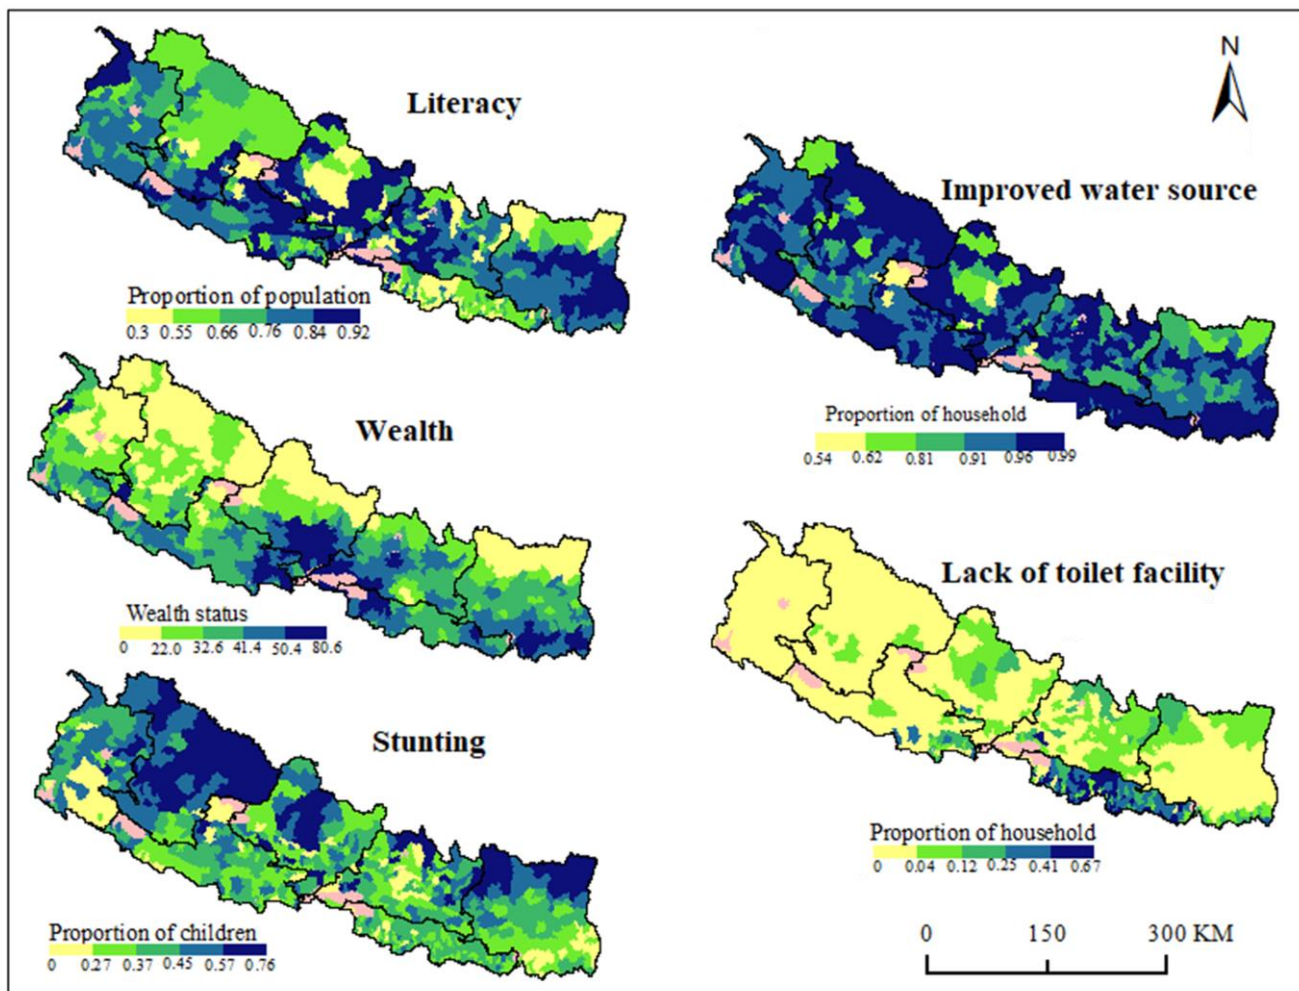 N
Literacy
Improved water source
Proportion of population
0.3 0.55 0.66 0.76 0.84 0.92
Proportion of household
0.54 0.62 0.81 0.91 0.96 0.99
Wealth
Wealth status
0 22.0 32.6 41.4 50.4 80.6
Lack of toilet facility
Proportion of household
0 0.04 0.12 0.25 0.41 0.67
Stunting
Proportion of children
0 0.27 0.37 0.45 0.57 0.76
0 150 300 KM